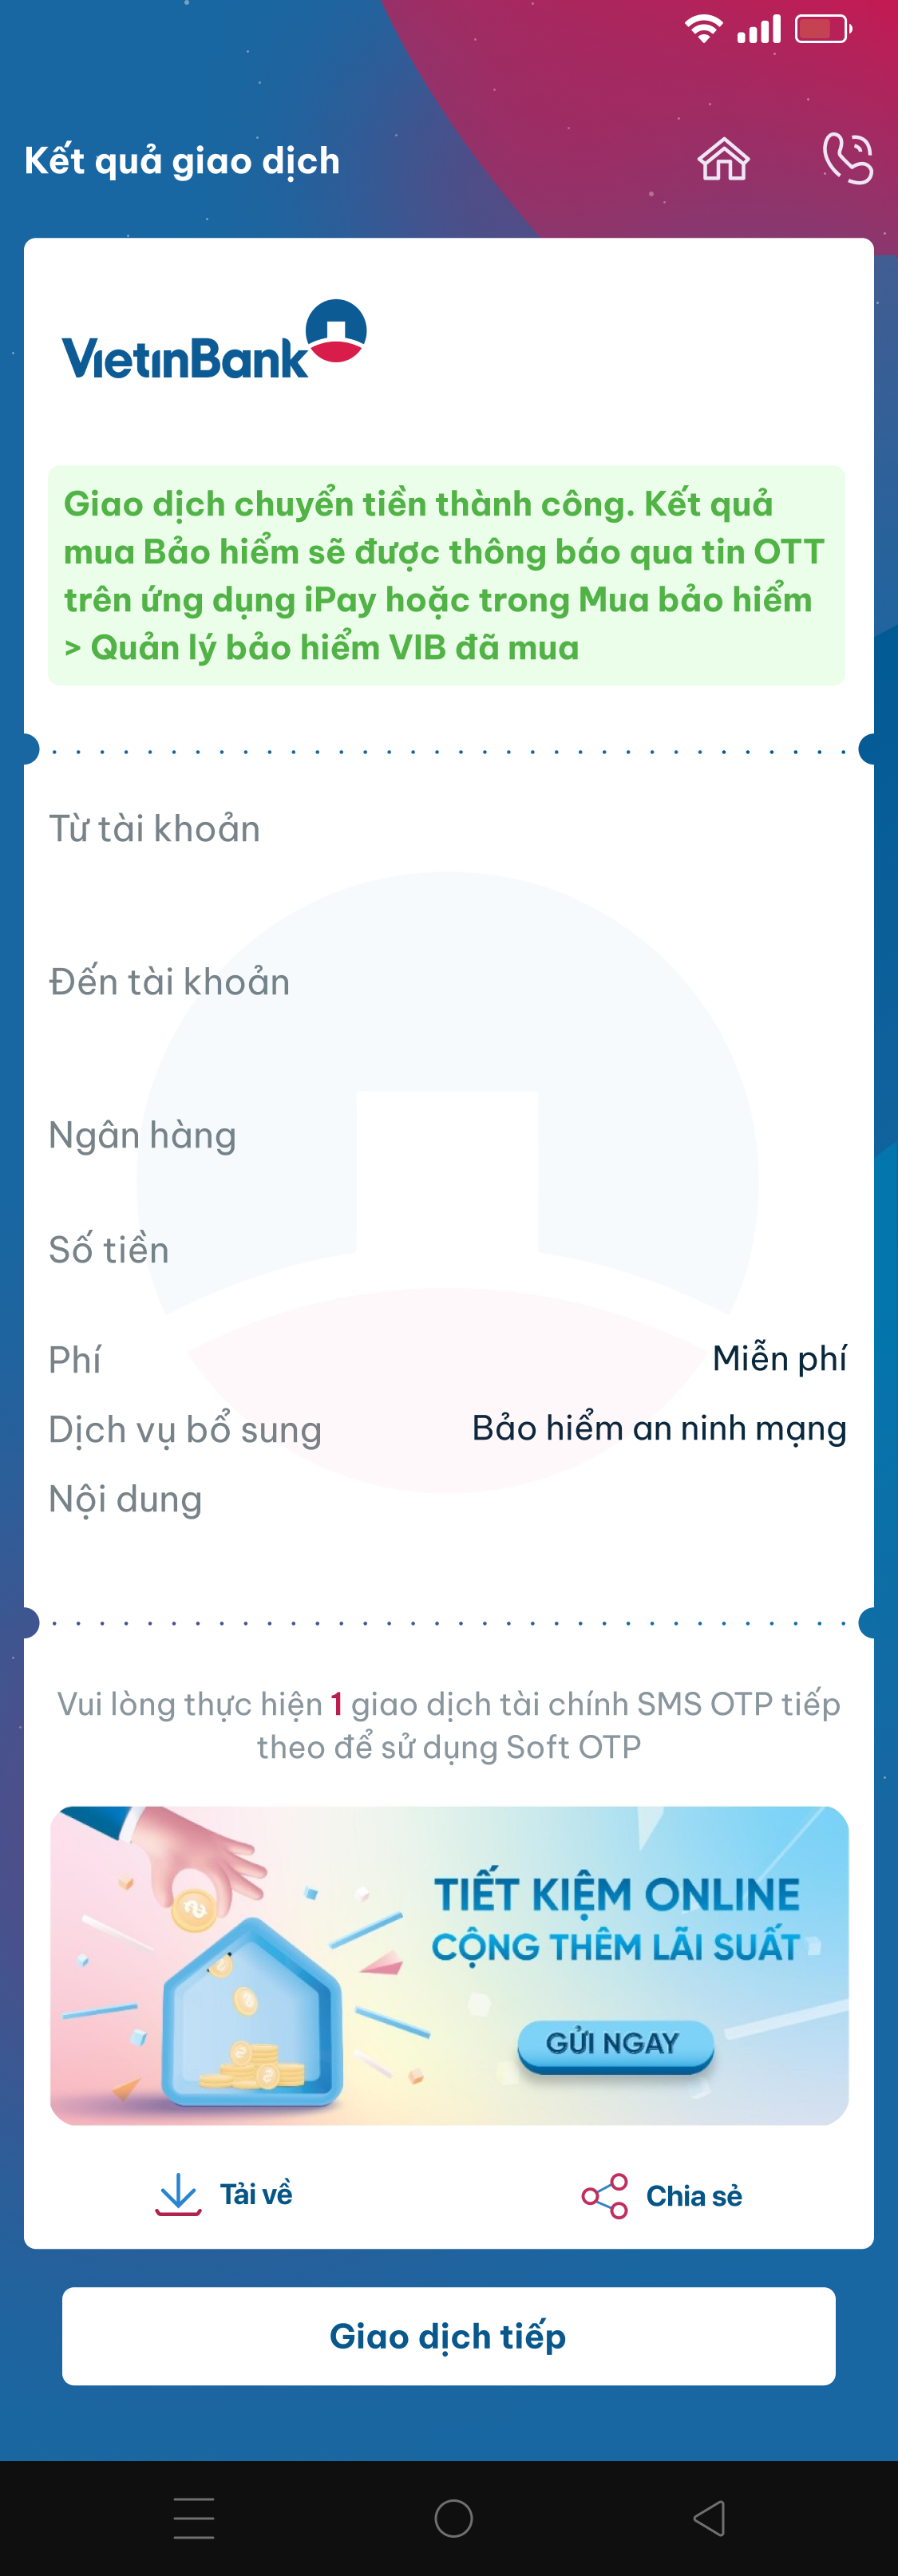 Kết quả giao dịch
VietinBank
Giao dịch chuyển tiền thành công. Kết quả
mua Bảo hiểm sẽ được thông báo qua tin OTT
trên ứng dụng iPay hoặc trong Mua bảo hiểm
> Quản lý bảo hiểm VIB đã mua
Từ tài khoản
Đến tài khoản
Ngân hàng
Số tiền
Phí Miễn phí
Dịch vụ bổ sung Bảo hiểm an ninh mạng
Nội dung
Vui lòng thực hiện 1 giao dịch tài chính SMS OTP tiếp
theo để sử dụng Soft OTP
TIẾT KIỆM ONLINE
CỘNG THÊM LÃI SUẤT
GỬI NGAY
Tải về Chia sẻ
Giao dịch tiếp